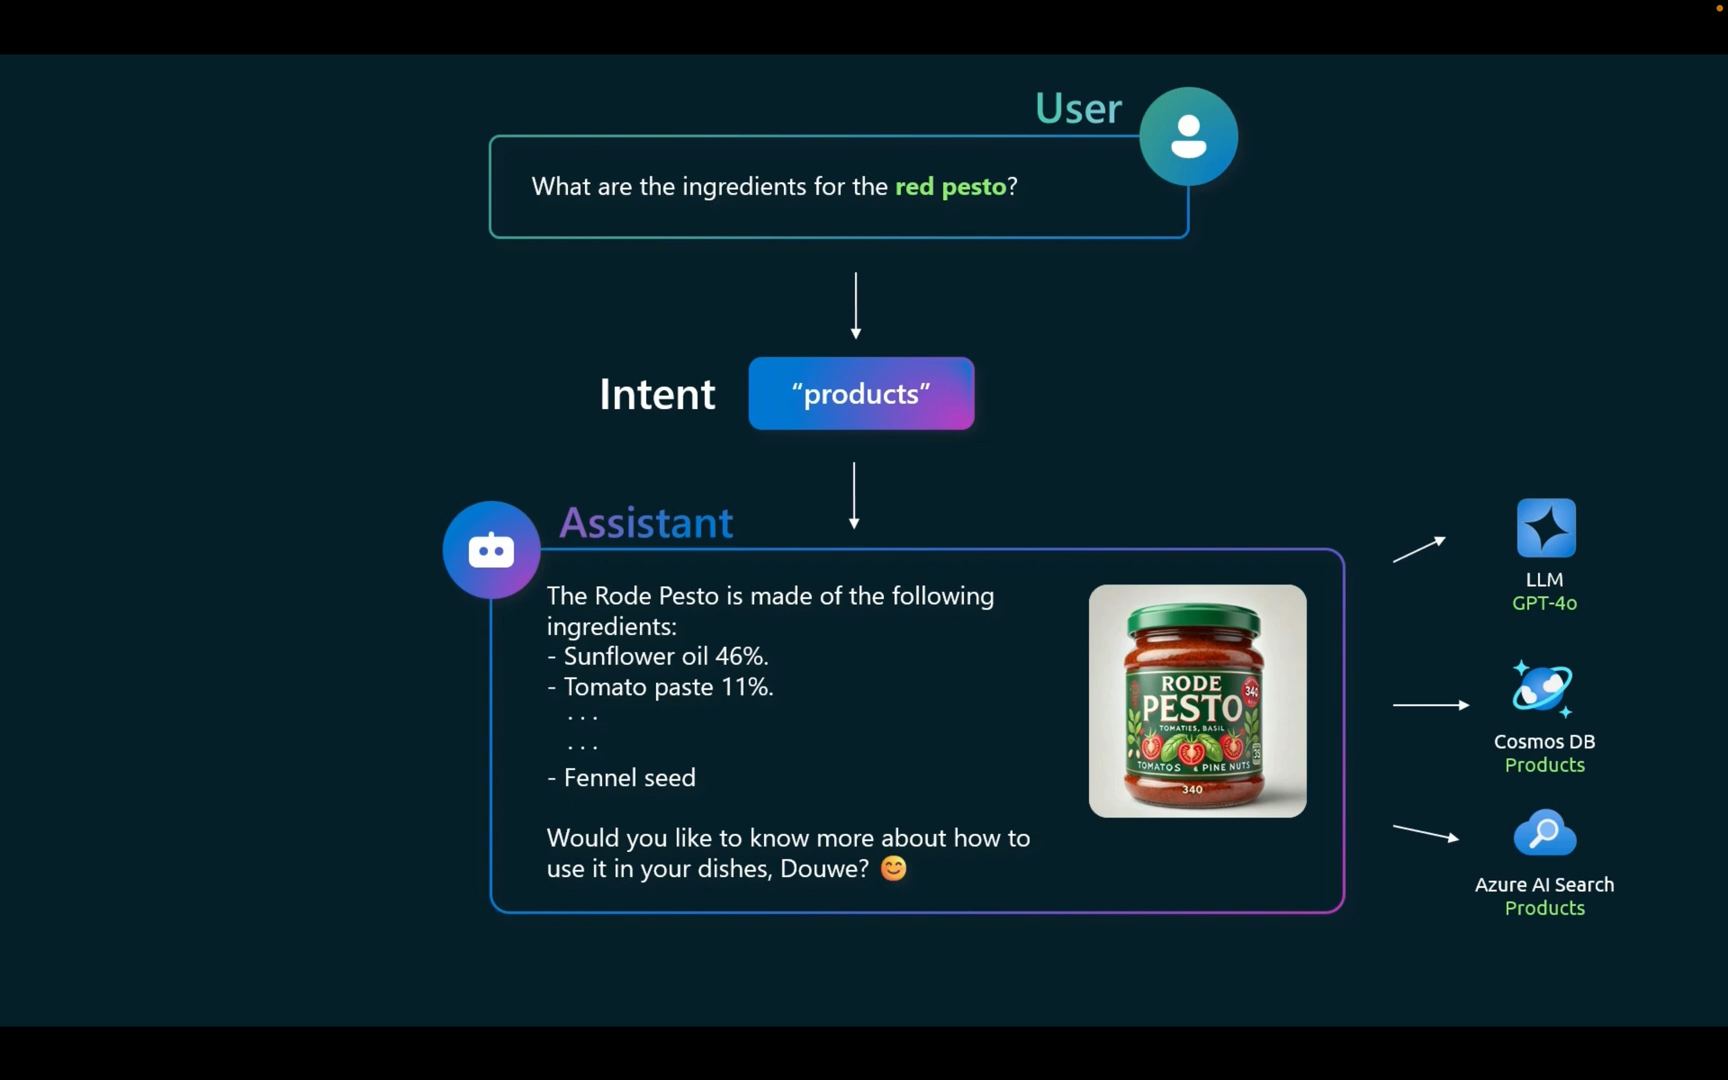 User
What are the ingredients for the red pesto?
Intent
“products”
Assistant
The Rode Pesto is made of the following
ingredients:
- Sunflower oil 46%.
- Tomato paste 11%.
. . .
. . .
- Fennel seed
Would you like to know more about how to
use it in your dishes, Douwe? 😊
RODE
340
PESTO
TOMATIES, BASIL
TOMATOS & PINE NUTS
340
LLM
GPT-4o
Cosmos DB
Products
Azure AI Search
Products